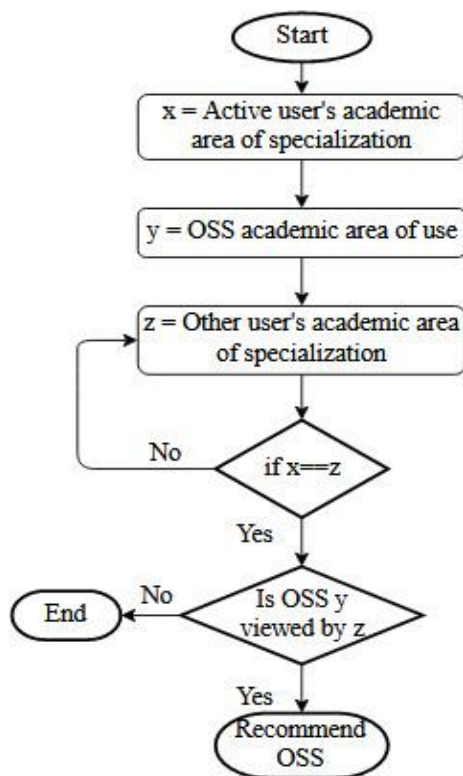 Start
x = Active user's academic
area of specialization
y = OSS academic area of use
z = Other user's academic area
of specialization
No
if x==z
Yes
Is OSS y
viewed by z
No
End
Yes
Recommend
OSS